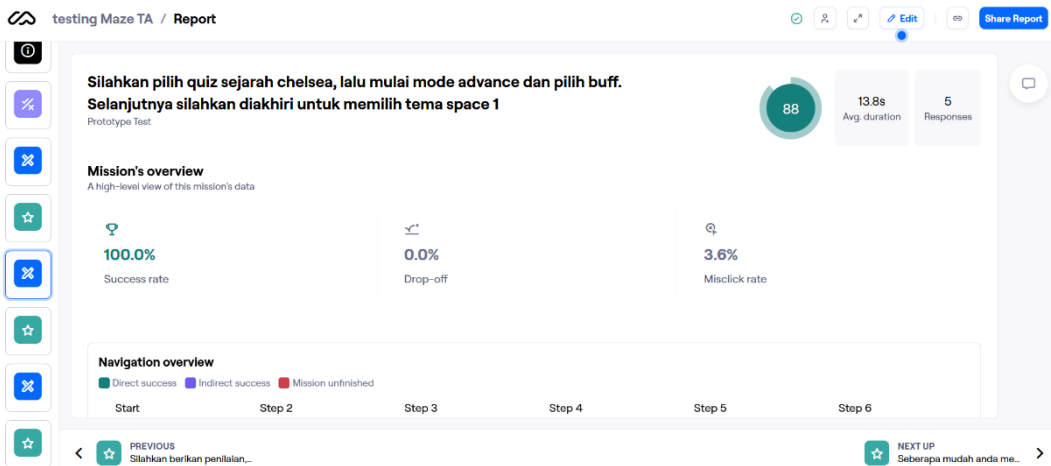 testing Maze TA / Report
Edit
Share Report
Silahkan pilih quiz sejarah chelsea, lalu mulai mode advance dan pilih buff.
Selanjutnya silahkan diakhiri untuk memilih tema space 1
Prototype Test
88
13.8s
Avg. duration
5
Responses
Mission's overview
A high-level view of this mission's data
100.0%
Success rate
0.0%
Drop-off
3.6%
Misclick rate
Navigation overview
Direct success Indirect success Mission unfinished
Start Step 2 Step 3 Step 4 Step 5 Step 6
PREVIOUS
Silahkan berikan penilaian,...
NEXT UP
Seberapa mudah anda me...